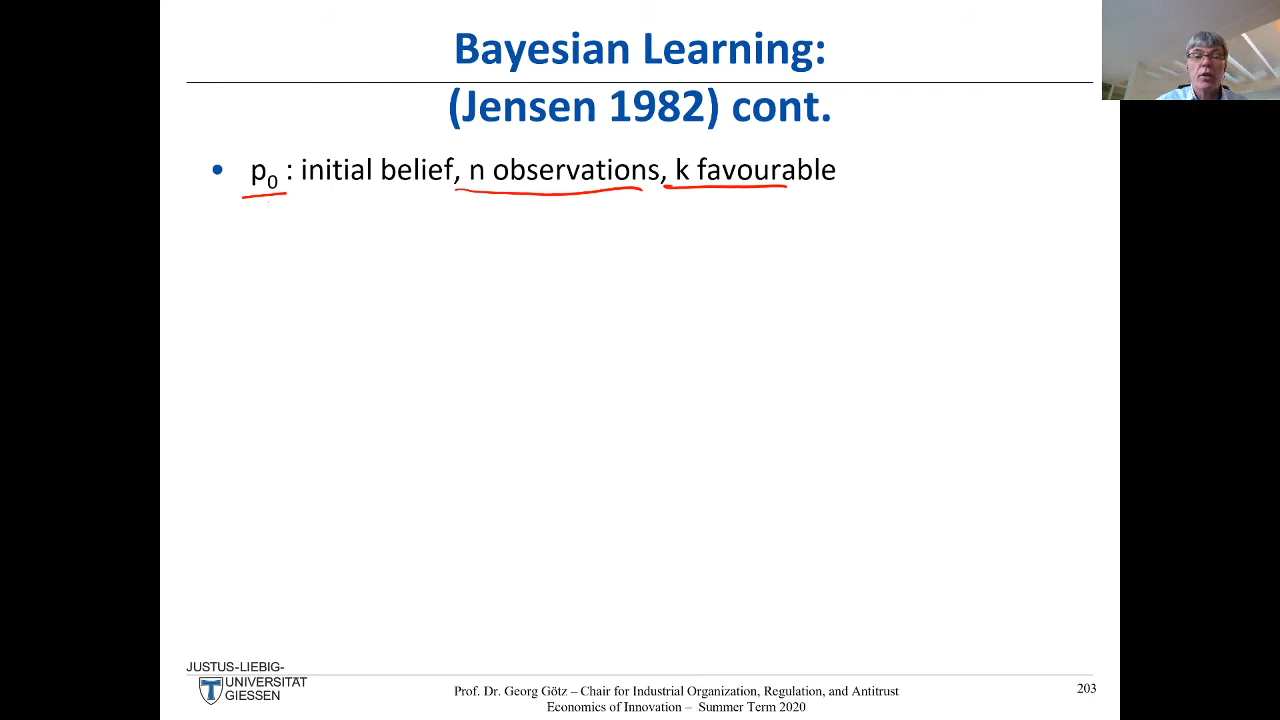 Bayesian Learning:
(Jensen 1982) cont.
• p₀ : initial belief, n observations, k favourable
JUSTUS-LIEBIG-
UNIVERSITÄT
GIESSEN
Prof. Dr. Georg Götz – Chair for Industrial Organization, Regulation, and Antitrust
Economics of Innovation – Summer Term 2020
203